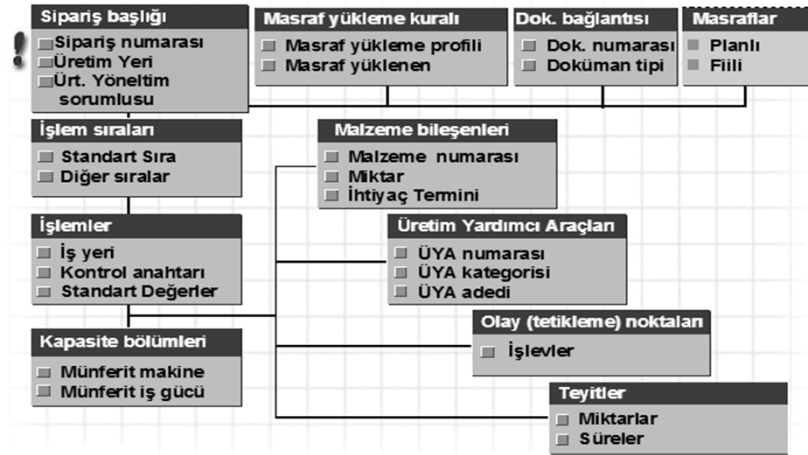 Sipariş başlığı
Sipariş numarası
Üretim Yeri
Ürt. Yöneltim
sorumlusu
Masraf yükleme kuralı
Masraf yükleme profili
Masraf yüklenen
Dok. bağlantısı
Dok. numarası
Doküman tipi
Masraflar
Planlı
Fiili
İşlem sıraları
Standart Sıra
Diğer sıralar
Malzeme bileşenleri
Malzeme numarası
Miktar
İhtiyaç Termini
İşlemler
İş yeri
Kontrol anahtarı
Standart Değerler
Üretim Yardımcı Araçları
ÜYA numarası
ÜYA kategorisi
ÜYA adedi
Kapasite bölümleri
Münferit makine
Münferit iş gücü
Olay (tetikleme) noktaları
İşlevler
Teyitler
Miktarlar
Süreler